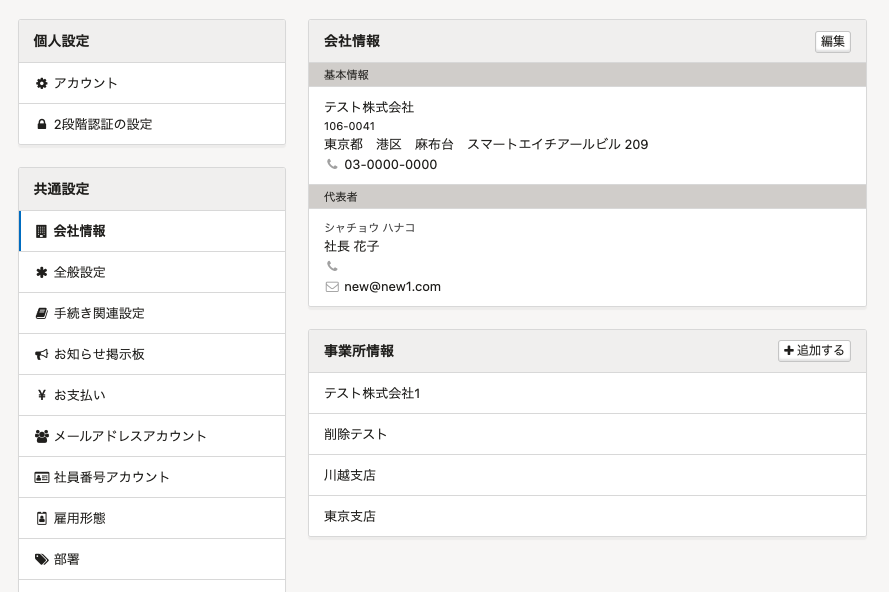 個人設定
アカウント
2段階認証の設定
共通設定
会社情報
全般設定
手続き関連設定
お知らせ掲示板
¥ お支払い
メールアドレスアカウント
社員番号アカウント
雇用形態
部署
会社情報
編集
基本情報
テスト株式会社
106-0041
東京都　港区　麻布台　スマートエイチアールビル 209
03-0000-0000
代表者
シャチョウ ハナコ
社長 花子
new@new1.com
事業所情報
追加する
テスト株式会社1
削除テスト
川越支店
東京支店